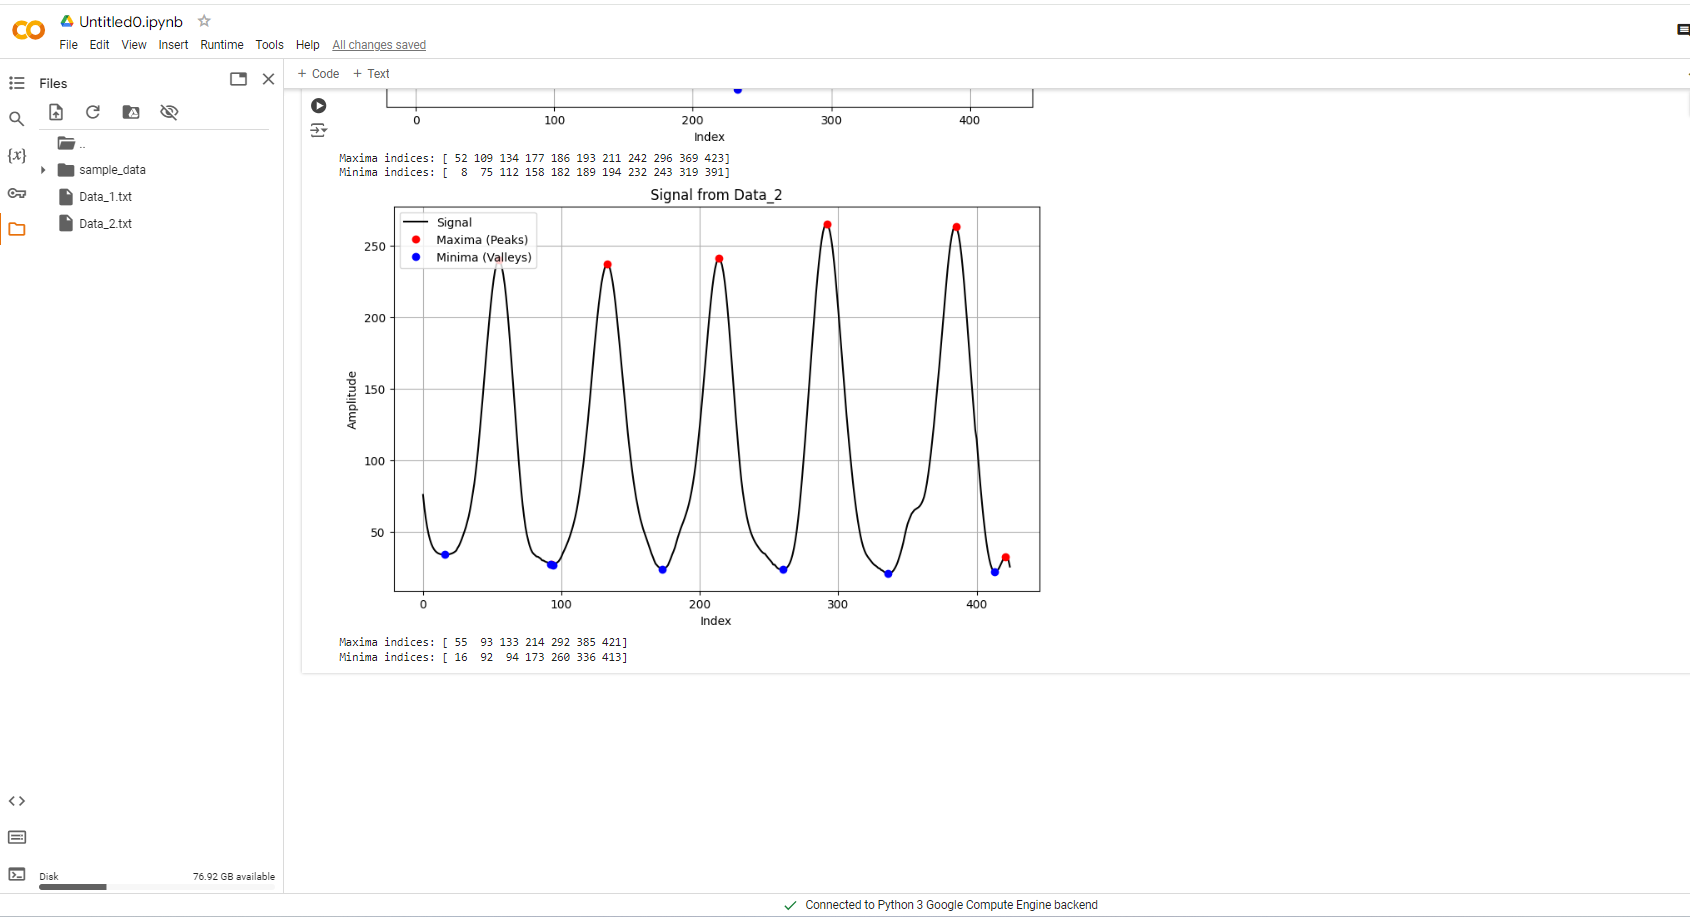 Untitled0.ipynb
File Edit View Insert Runtime Tools Help All changes saved
Files
+ Code + Text
..
sample_data
Data_1.txt
Data_2.txt
0 100 200 300 400
Index
Maxima indices: [ 52 109 134 177 186 193 211 242 296 369 423]
Minima indices: [  8  75 112 158 182 189 194 232 243 319 391]
Signal from Data_2
Signal
Maxima (Peaks)
Minima (Valleys)
250
200
150
100
50
Amplitude
0 100 200 300 400
Index
Maxima indices: [ 55  93 133 214 292 385 421]
Minima indices: [ 16  92  94 173 260 336 413]
Disk 76.92 GB available
Connected to Python 3 Google Compute Engine backend